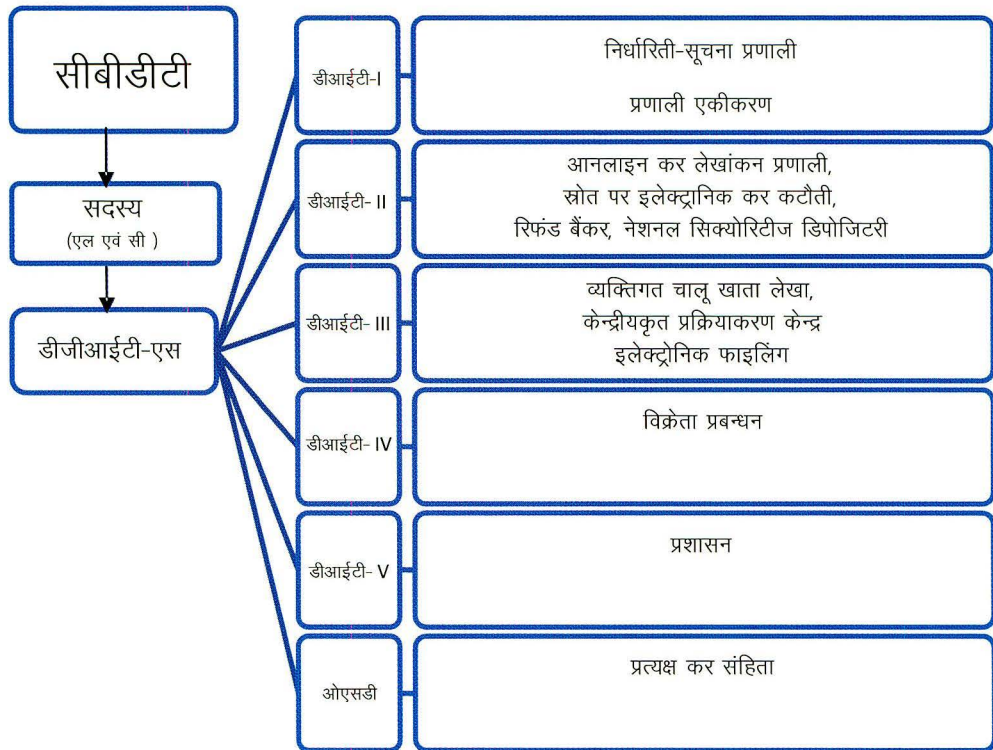 सीबीडीटी
सदस्य
(एल एवं सी )
डीजीआईटी-एस
डीआईटी-I
निर्धारिती-सूचना प्रणाली
प्रणाली एकीकरण
डीआईटी- II
आनलाइन कर लेखांकन प्रणाली,
स्रोत पर इलेक्ट्रानिक कर कटौती,
रिफंड बैंकर, नेशनल सिक्योरिटीज डिपोजिटरी
डीआईटी- III
व्यक्तिगत चालू खाता लेखा,
केन्द्रीयकृत प्रक्रियाकरण केन्द्र
इलेक्ट्रोनिक फाइलिंग
डीआईटी- IV
विक्रेता प्रबन्धन
डीआईटी- V
प्रशासन
ओएसडी
प्रत्यक्ष कर संहिता